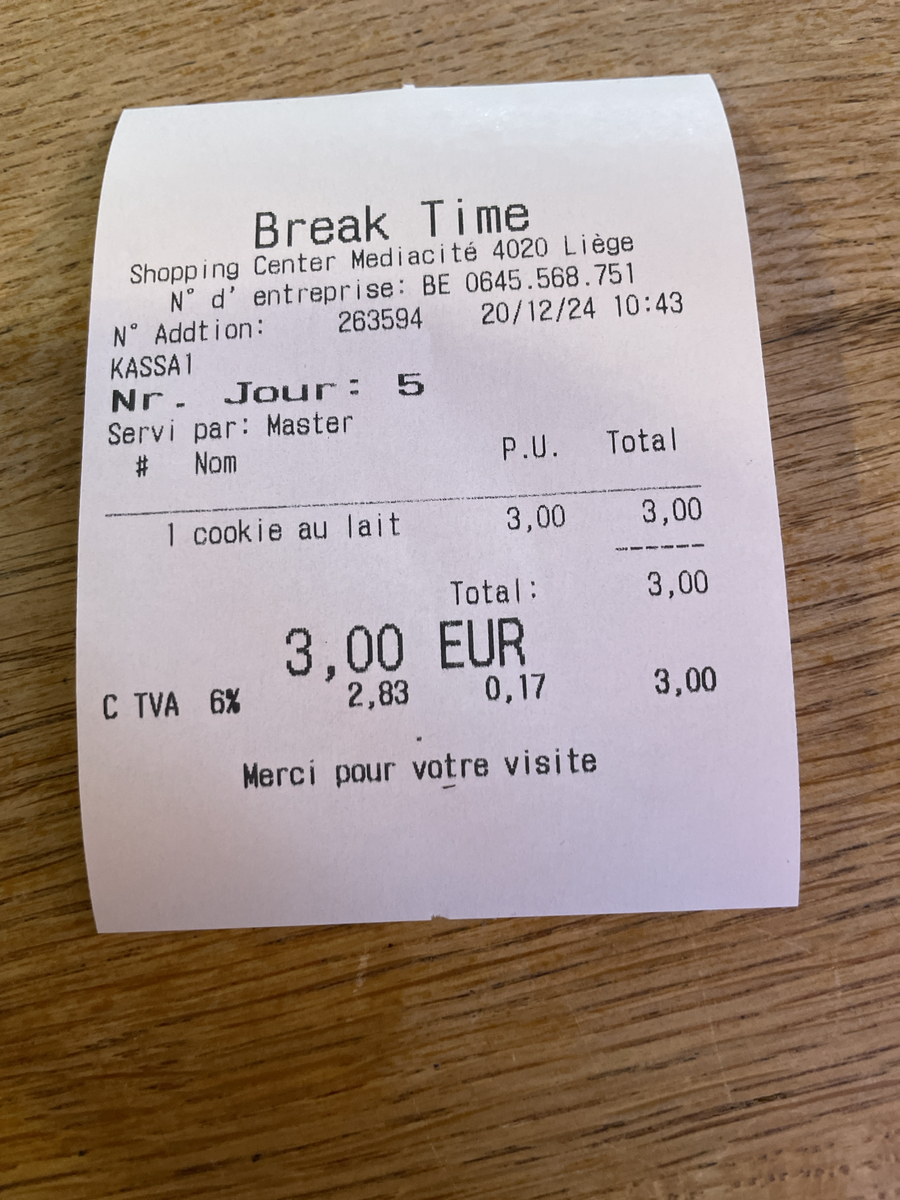 Break Time
Shopping Center Mediacité 4020 Liège
N° d' entreprise: BE 0645.568.751
N° Addtion: 263594 20/12/24 10:43
KASSA1
Nr. Jour: 5
Servi par: Master
# Nom P.U. Total
1 cookie au lait 3,00 3,00
Total: 3,00
3,00 EUR
C TVA 6% 2,83 0,17 3,00
Merci pour votre visite